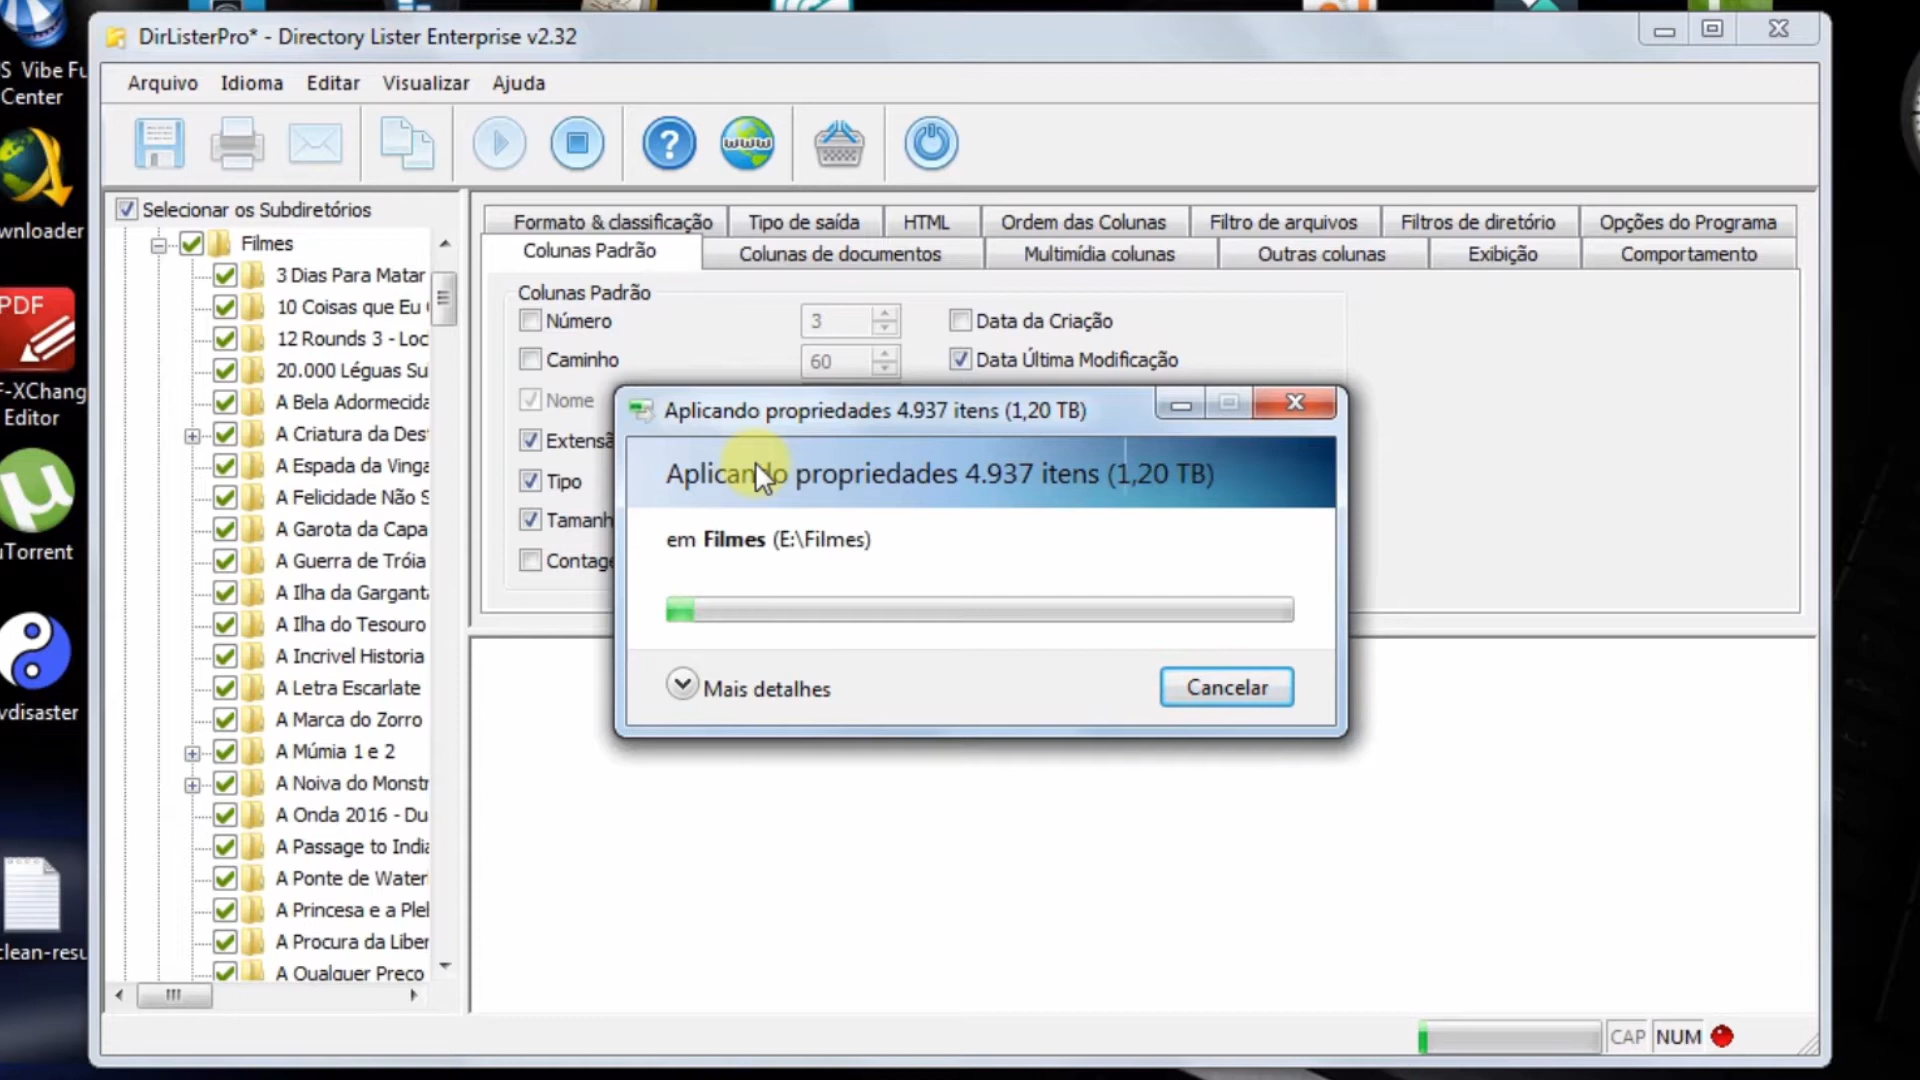 DirListerPro* - Directory Lister Enterprise v2.32
Arquivo Idioma Editar Visualizar Ajuda
www
S Vibe Fu
Center
wnloader
PDF
F-XChang
Editor
uTorrent
vdisaster
clean-resu
Selecionar os Subdiretórios
Filmes
3 Dias Para Matar
10 Coisas que Eu
12 Rounds 3 - Loc
20.000 Léguas Su
A Bela Adormecida
A Criatura da Des
A Espada da Vinga
A Felicidade Não S
A Garota da Capa
A Guerra de Tróia
A Ilha da Gargant
A Ilha do Tesouro
A Incrivel Historia
A Letra Escarlate
A Marca do Zorro
A Múmia 1 e 2
A Noiva do Monstr
A Onda 2016 - Du
A Passage to India
A Ponte de Water
A Princesa e a Pleb
A Procura da Liber
A Qualquer Preço
Formato & classificação Tipo de saída HTML Ordem das Colunas Filtro de arquivos Filtros de diretório Opções do Programa
Colunas Padrão Colunas de documentos Multimídia colunas Outras colunas Exibição Comportamento
Colunas Padrão
Número 3 Data da Criação
Caminho 60 Data Última Modificação
Nome
Extensã
Tipo
Tamanh
Contage
Aplicando propriedades 4.937 itens (1,20 TB)
Aplicando propriedades 4.937 itens (1,20 TB)
em Filmes (E:\Filmes)
Mais detalhes Cancelar
CAP NUM